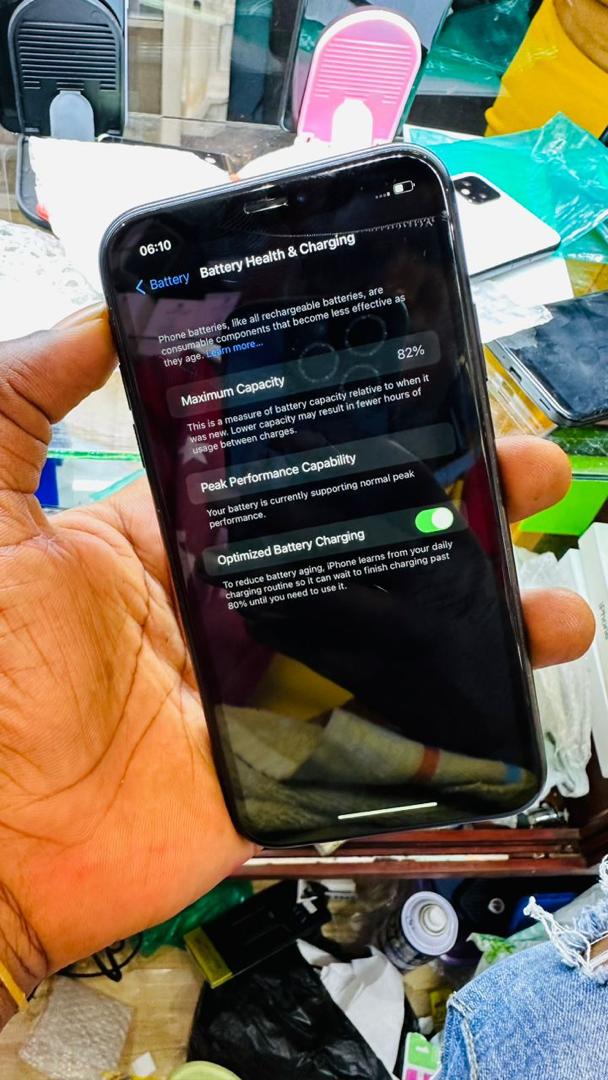 06:10
Battery
Battery Health & Charging
Phone batteries, like all rechargeable batteries, are
consumable components that become less effective as
they age. Learn more...
Maximum Capacity
82%
This is a measure of battery capacity relative to when it
was new. Lower capacity may result in fewer hours of
usage between charges.
Peak Performance Capability
Your battery is currently supporting normal peak
performance.
Optimized Battery Charging
To reduce battery aging, iPhone learns from your daily
charging routine so it can wait to finish charging past
80% until you need to use it.